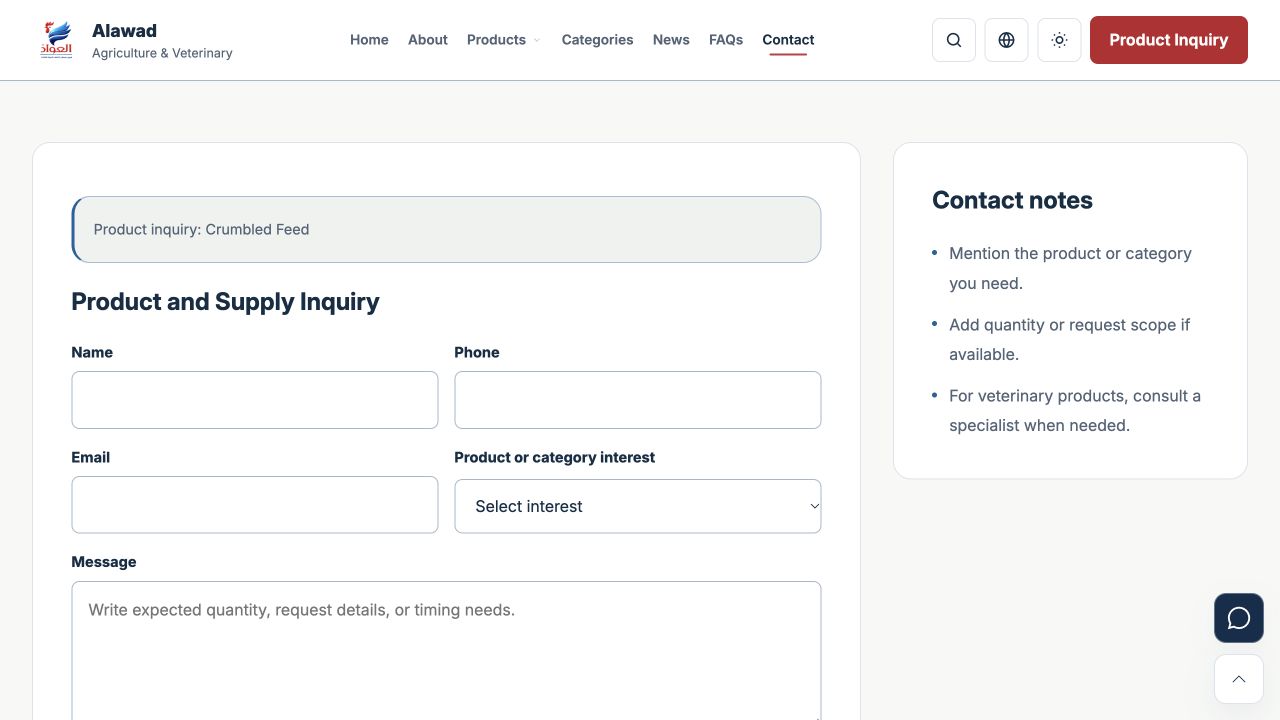 العواد
Alawad
Agriculture & Veterinary
Home
About
Products
Categories
News
FAQs
Contact
Product Inquiry
Product inquiry: Crumbled Feed
Product and Supply Inquiry
Name
Phone
Email
Product or category interest
Select interest
Message
Write expected quantity, request details, or timing needs.
Contact notes
Mention the product or category
you need.
Add quantity or request scope if
available.
For veterinary products, consult a
specialist when needed.